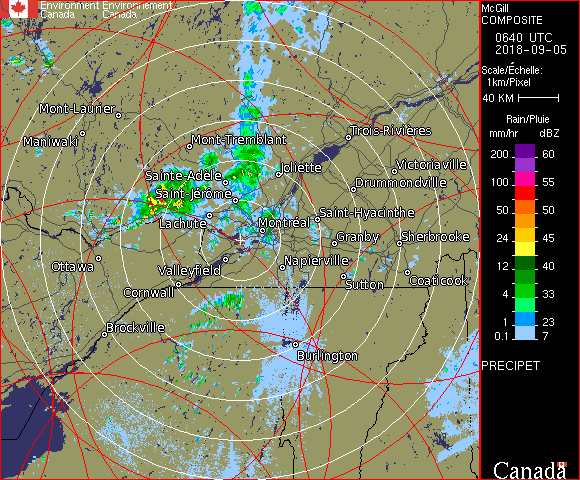 Environment Environnement
Canada Canada
McGill
COMPOSITE
0640 UTC
2018-09-05
Scale/Échelle:
1km/Pixel
40 KM
Rain/Pluie
mm/hr dBZ
200 60
100 55
50 50
24 45
12 40
4 33
1 23
0.1 7
PRECIPET
Canada
Mont-Laurier
Maniwaki
Mont-Tremblant
Trois-Rivières
Sainte-Adele
Joliette
Victoriaville
Drummondville
Saint-Jérome
Lachute
Montréal
Saint-Hyacinthe
Granby
Sherbrooke
Ottawa
Valleyfield
Napierville
Cornwall
Sutton
Coaticook
Brockville
Burlington